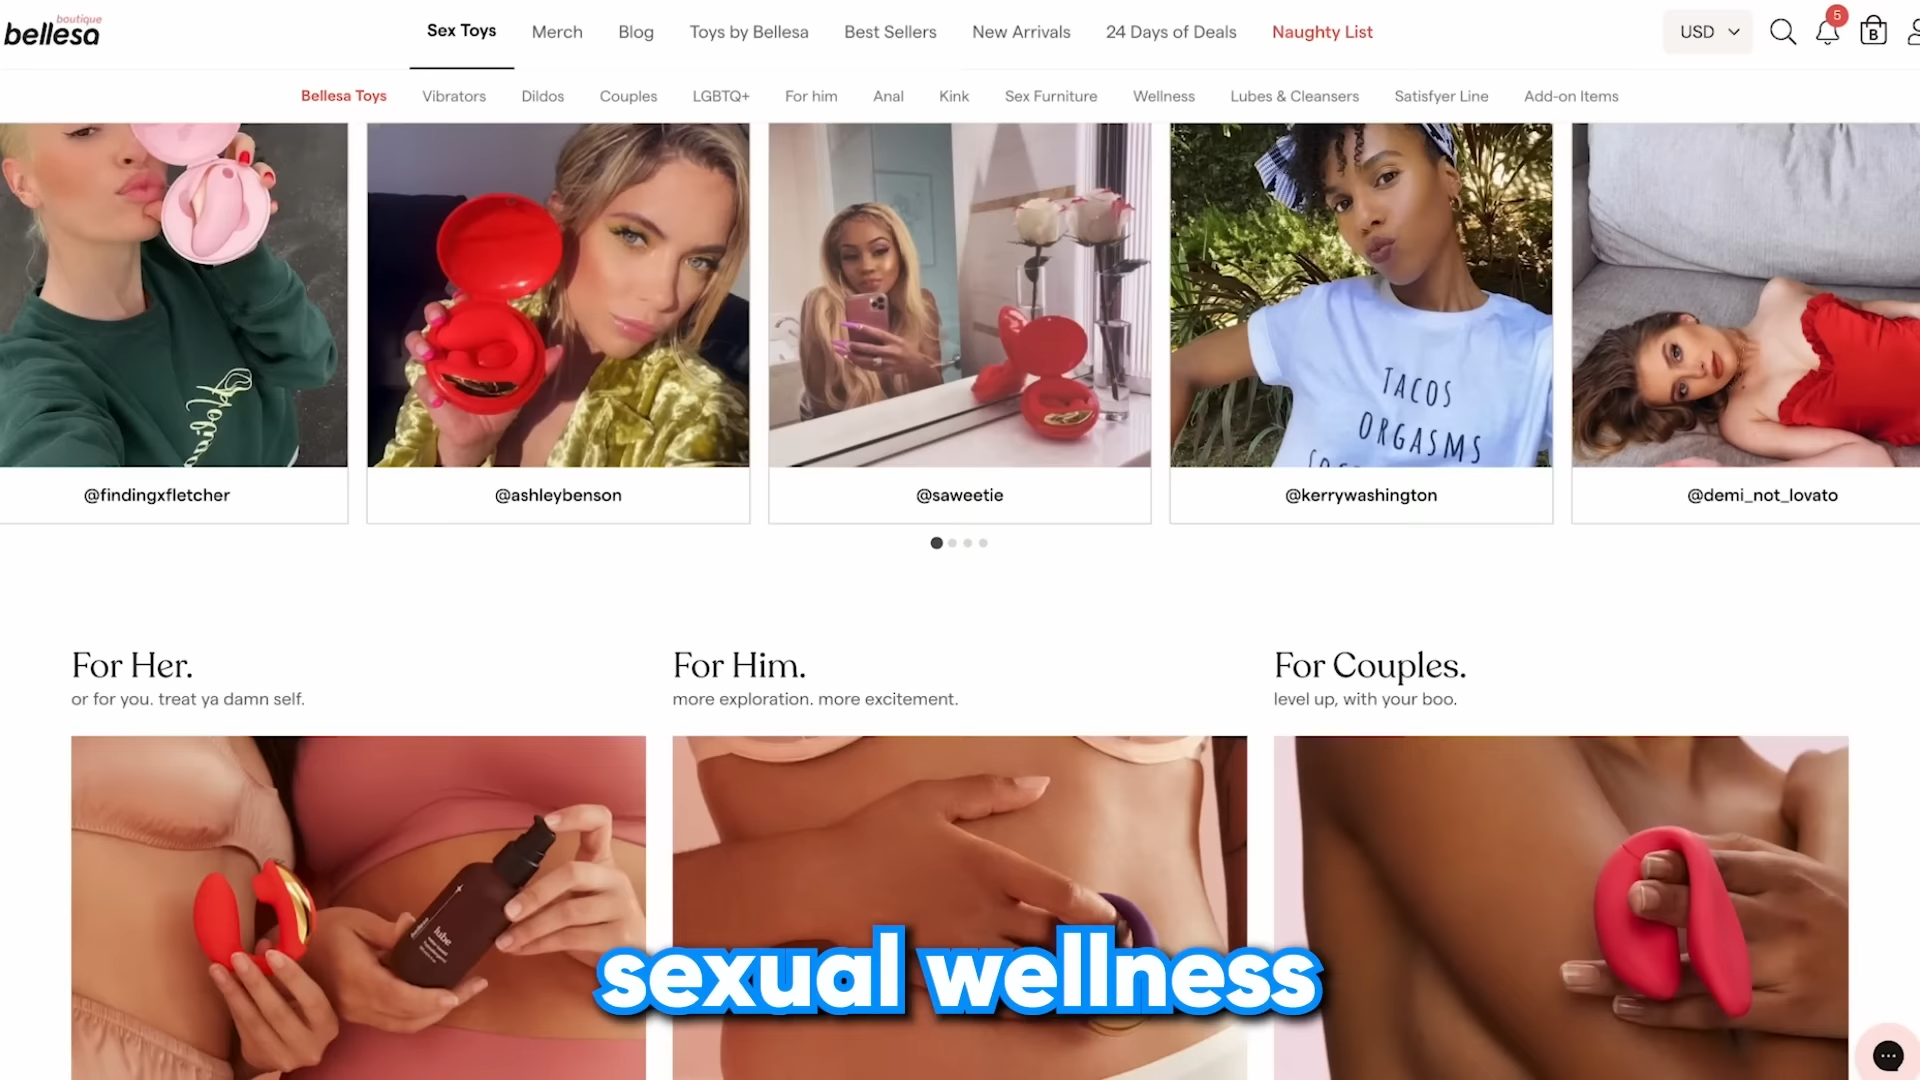 boutique
bellesa
Sex Toys
Merch
Blog
Toys by Bellesa
Best Sellers
New Arrivals
24 Days of Deals
Naughty List
USD
5
B
Bellesa Toys
Vibrators
Dildos
Couples
LGBTQ+
For him
Anal
Kink
Sex Furniture
Wellness
Lubes & Cleansers
Satisfyer Line
Add-on Items
TACOS
ORGASMS
@findingxfletcher
@ashleybenson
@saweetie
@kerrywashington
@demi_not_lovato
For Her.
or for you. treat ya damn self.
For Him.
more exploration. more excitement.
For Couples.
level up, with your boo.
lube
sexual wellness